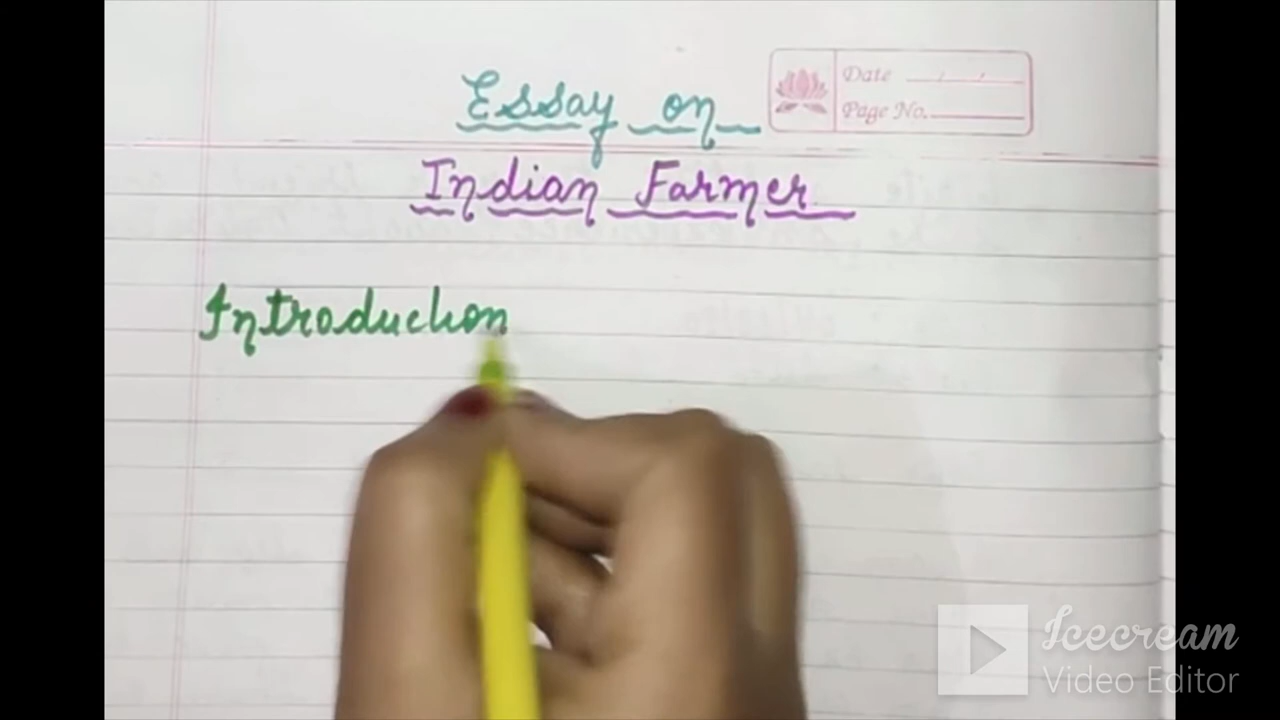 Essay on
Date
Page No.
Indian Farmer
Introduction
Icecream
Video Editor